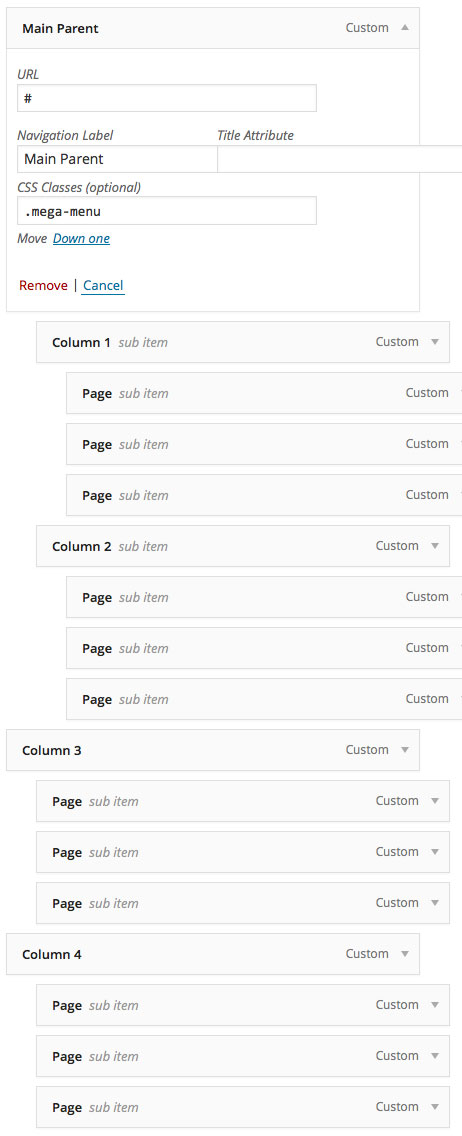 Main Parent Custom
URL
#
Navigation Label Title Attribute
Main Parent
CSS Classes (optional)
.mega-menu
Move Down one
Remove | Cancel
Column 1 sub item Custom
Page sub item Custom
Page sub item Custom
Page sub item Custom
Column 2 sub item Custom
Page sub item Custom
Page sub item Custom
Page sub item Custom
Column 3 Custom
Page sub item Custom
Page sub item Custom
Page sub item Custom
Column 4 Custom
Page sub item Custom
Page sub item Custom
Page sub item Custom